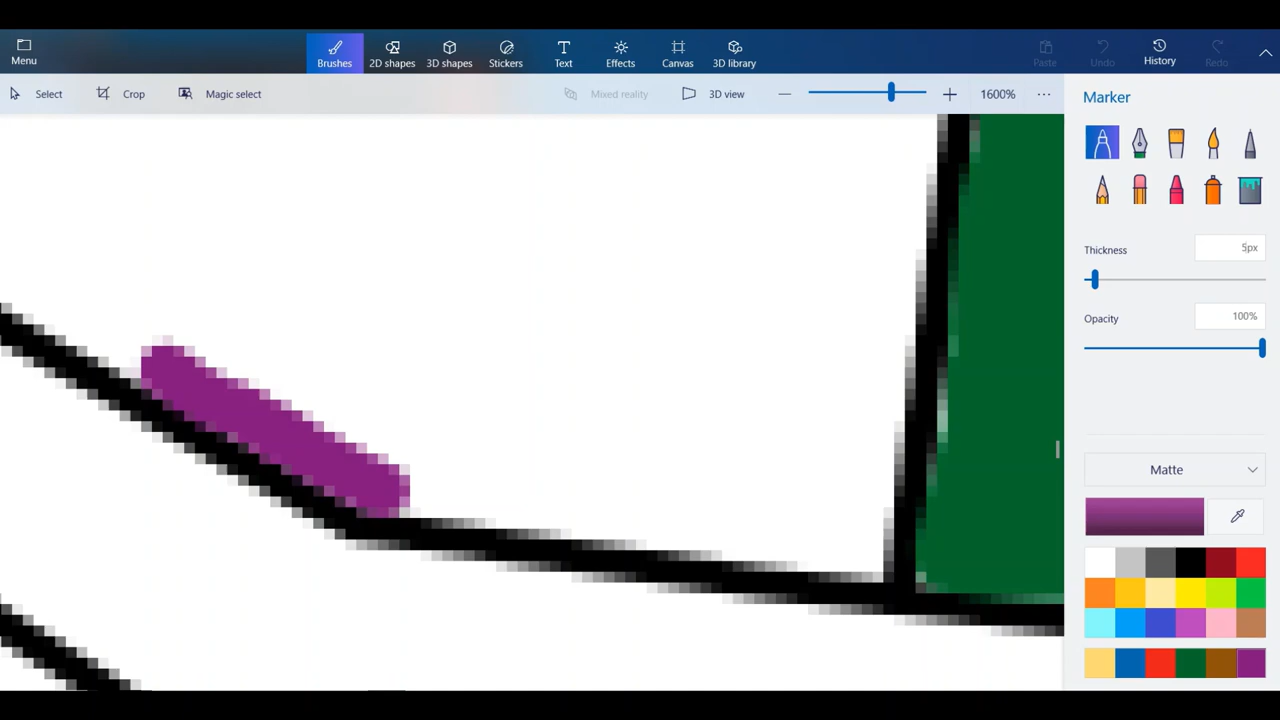 Menu
Brushes
2D shapes
3D shapes
Stickers
Text
Effects
Canvas
3D library
Paste
Undo
History
Redo
Select
Crop
Magic select
Mixed reality
3D view
1600%
Marker
Thickness
5px
Opacity
100%
Matte